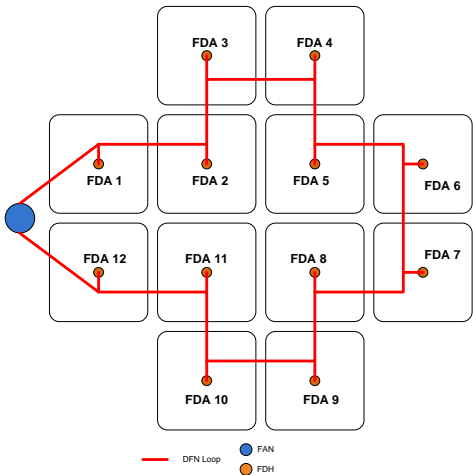 FDA 3
FDA 4
FDA 1
FDA 2
FDA 5
FDA 6
FDA 12
FDA 11
FDA 8
FDA 7
FDA 10
FDA 9
DFN Loop
FAN
FDH